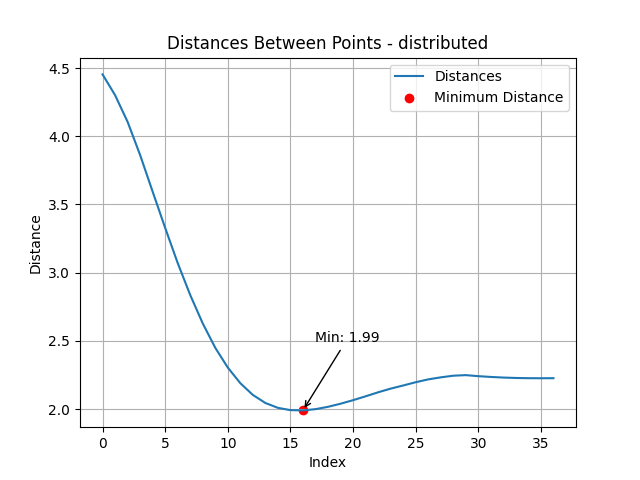 Distances Between Points - distributed
Distances
Minimum Distance
4.5
4.0
3.5
3.0
2.5
2.0
Distance
Min: 1.99
0 5 10 15 20 25 30 35
Index